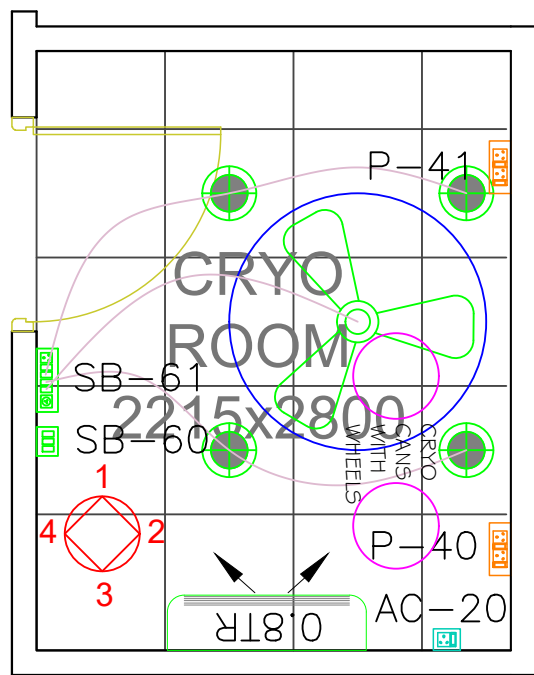 P-41
CRYO
ROOM
2215x2800
SB-61
SB-60
CRYO
CANS
WITH
WHEELS
1
4
2
3
P-40
0.8TR
AC-20